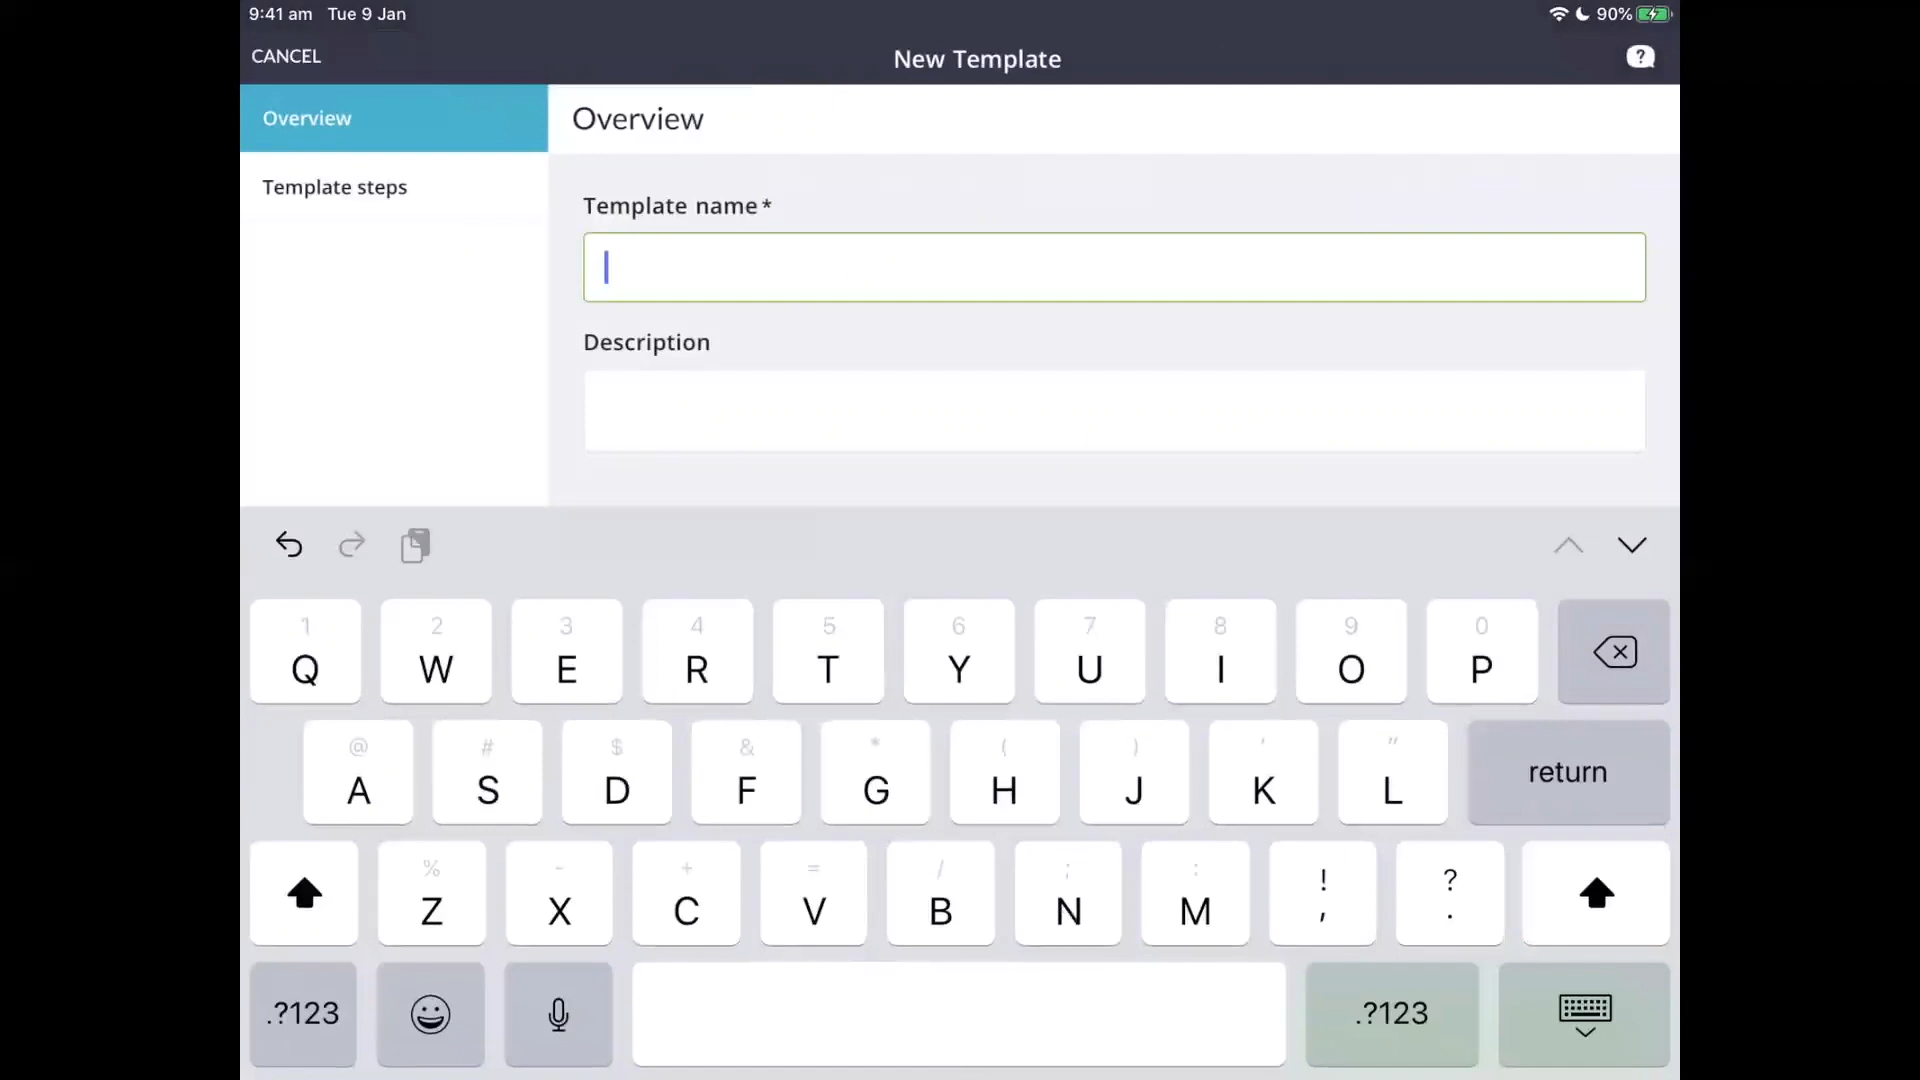 9:41 am Tue 9 Jan
90%
CANCEL
New Template
?
Overview
Overview
Template steps
Template name*
Description
1 2 3 4 5 6 7 8 9 0
Q W E R T Y U I O P
@ # $ & * ( ) ' "
A S D F G H J K L return
% - + = / ; : ! ?
Z X C V B N M , .
.?123 .?123